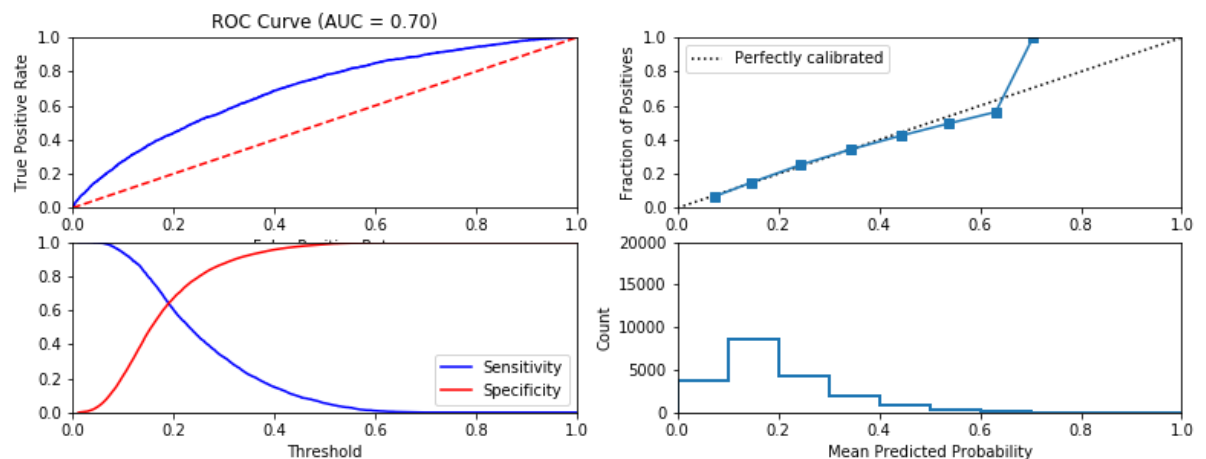 ROC Curve (AUC = 0.70)
True Positive Rate
1.0
0.8
0.6
0.4
0.2
0.0
0.0 0.2 0.4 0.6 0.8 1.0
Fraction of Positives
1.0
0.8
0.6
0.4
0.2
0.0
Perfectly calibrated
0.0 0.2 0.4 0.6 0.8 1.0
1.0
0.8
0.6
0.4
0.2
0.0
Sensitivity
Specificity
0.0 0.2 0.4 0.6 0.8 1.0
Threshold
Count
20000
15000
10000
5000
0
0.0 0.2 0.4 0.6 0.8 1.0
Mean Predicted Probability